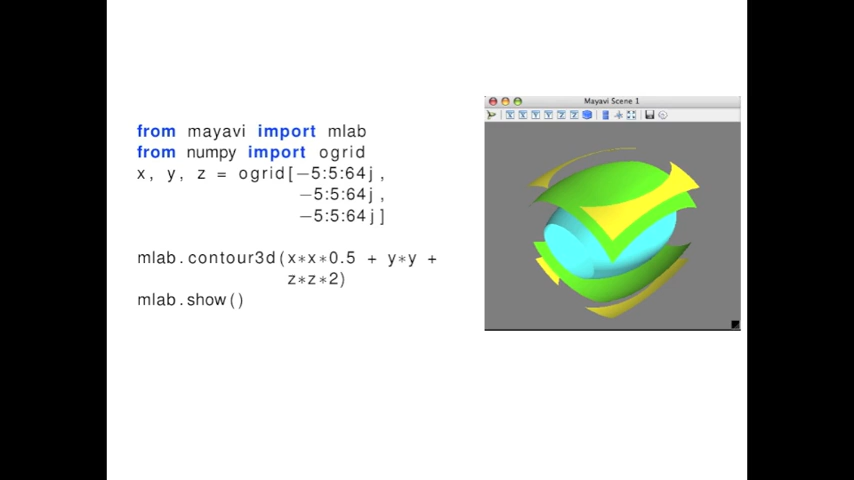 from mayavi import mlab
from numpy import ogrid
x, y, z = ogrid[−5:5:64j,
−5:5:64j,
−5:5:64j]
mlab.contour3d(x∗x∗0.5 + y∗y +
z∗z∗2)
mlab.show()
Mayavi Scene 1
X X Y Y Z Z